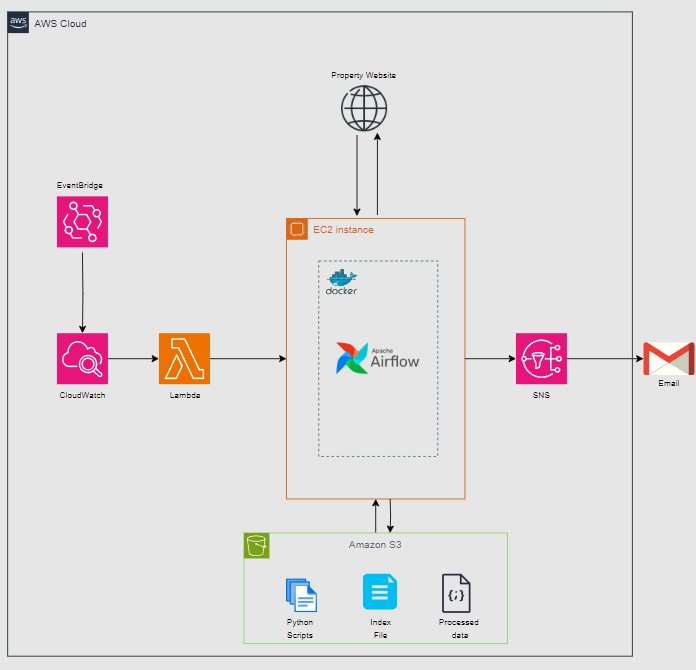 aws
AWS Cloud
Property Website
EventBridge
EC2 instance
docker
Apache
Airflow
CloudWatch
Lambda
SNS
Email
Amazon S3
{;}
Python
Scripts
Index
File
Processed
data